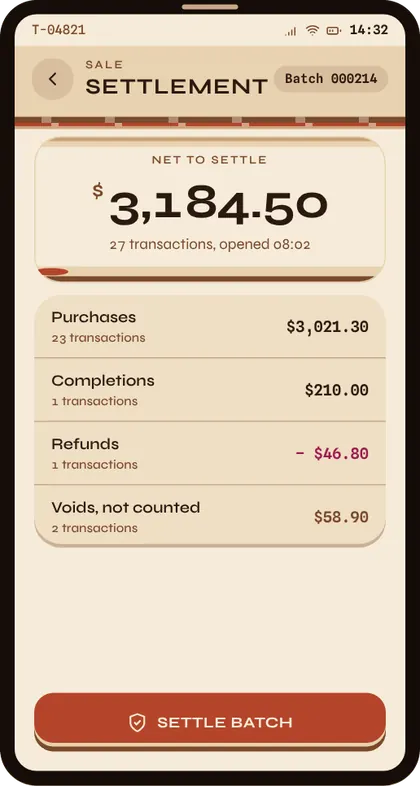 T-04821
14:32
SALE
SETTLEMENT
Batch 000214
NET TO SETTLE
$3,184.50
27 transactions, opened 08:02
Purchases
23 transactions
$3,021.30
Completions
1 transactions
$210.00
Refunds
1 transactions
– $46.80
Voids, not counted
2 transactions
$58.90
SETTLE BATCH